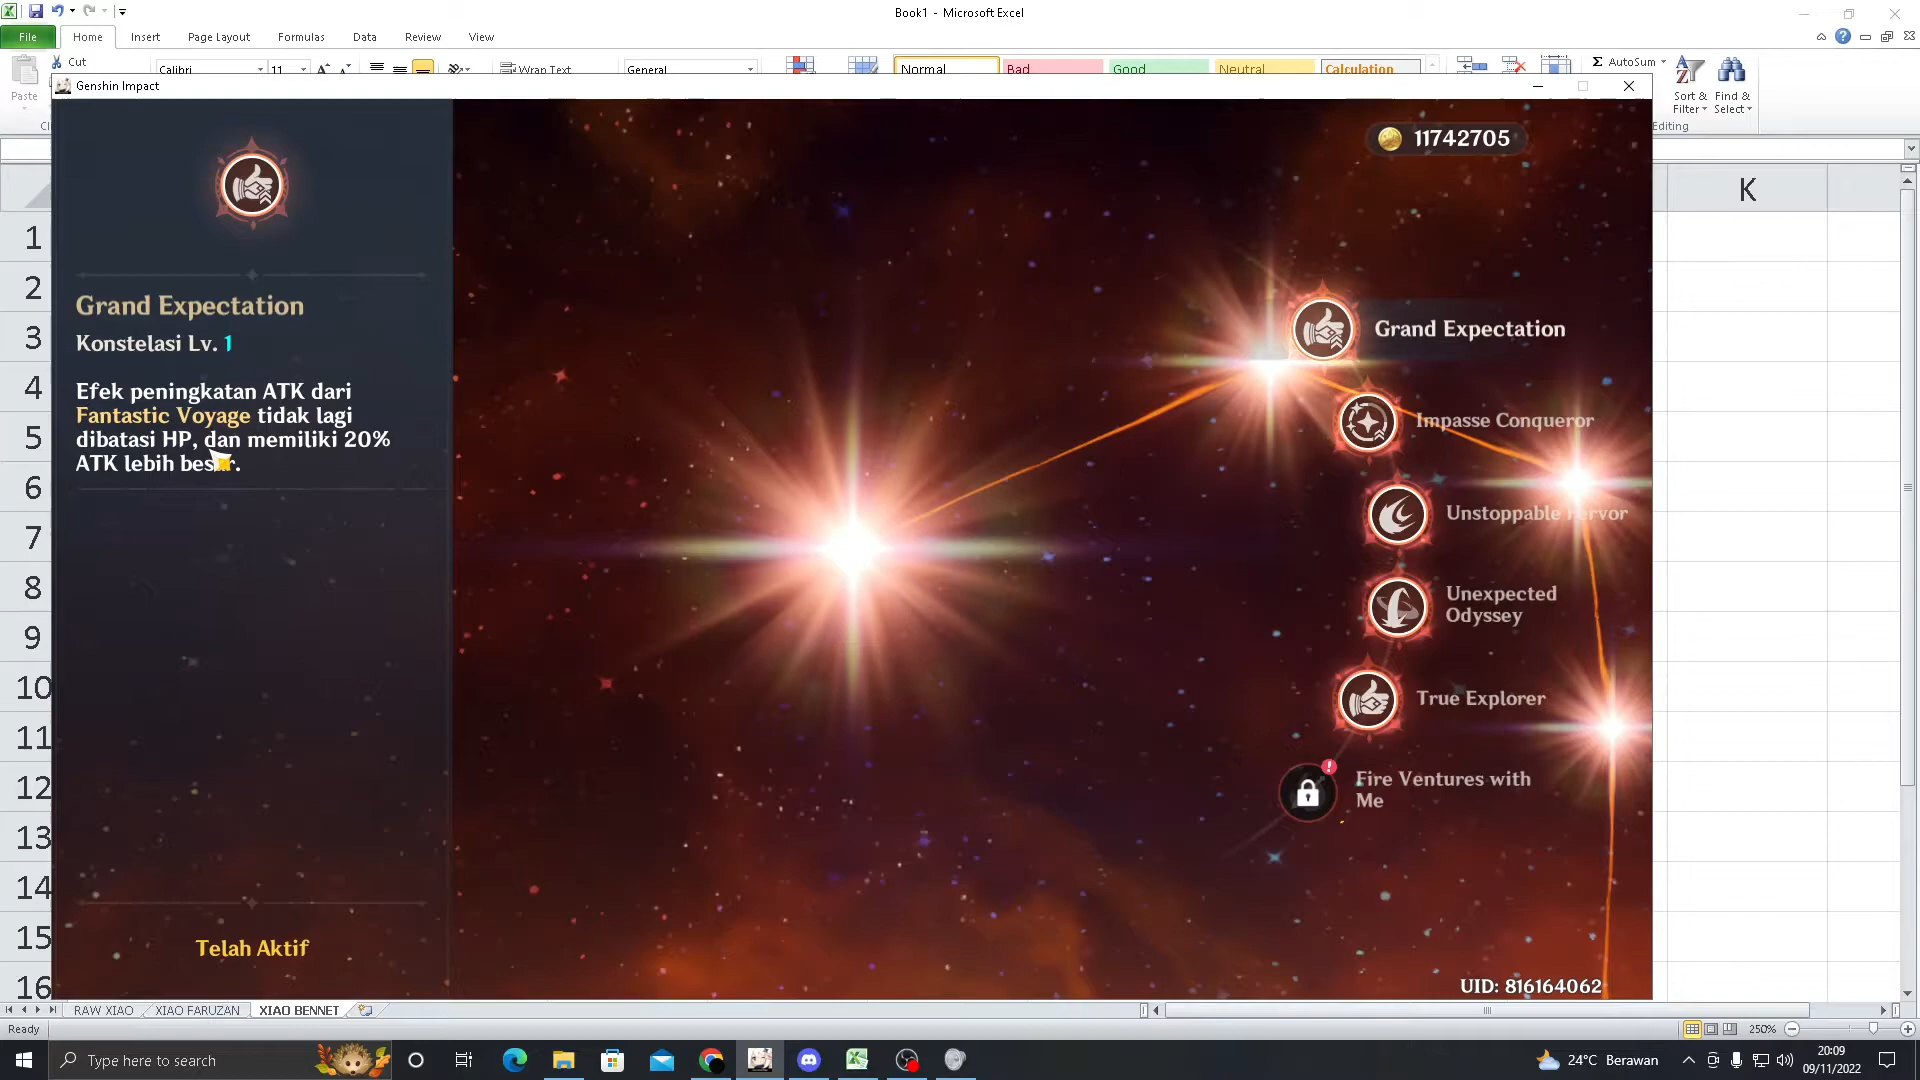 Book1 - Microsoft Excel
File
Home
Insert
Page Layout
Formulas
Data
Review
View
Paste
Cut
Calibri
11
Wrap Text
General
Normal
Bad
Good
Neutral
Calculation
Σ AutoSum
Sort &
Filter
Find &
Select
Editing
Genshin Impact
11742705
K
1
2
3
4
5
6
7
8
9
10
11
12
13
14
15
16
Grand Expectation
Konstelasi Lv. 1
Efek peningkatan ATK dari
Fantastic Voyage tidak lagi
dibatasi HP, dan memiliki 20%
ATK lebih besar.
Telah Aktif
Grand Expectation
Impasse Conqueror
Unstoppable Fervor
Unexpected
Odyssey
True Explorer
Fire Ventures with
Me
UID: 816164062
RAW XIAO
XIAO FARUZAN
XIAO BENNET
Ready
250%
Type here to search
24°C Berawan
20:09
09/11/2022